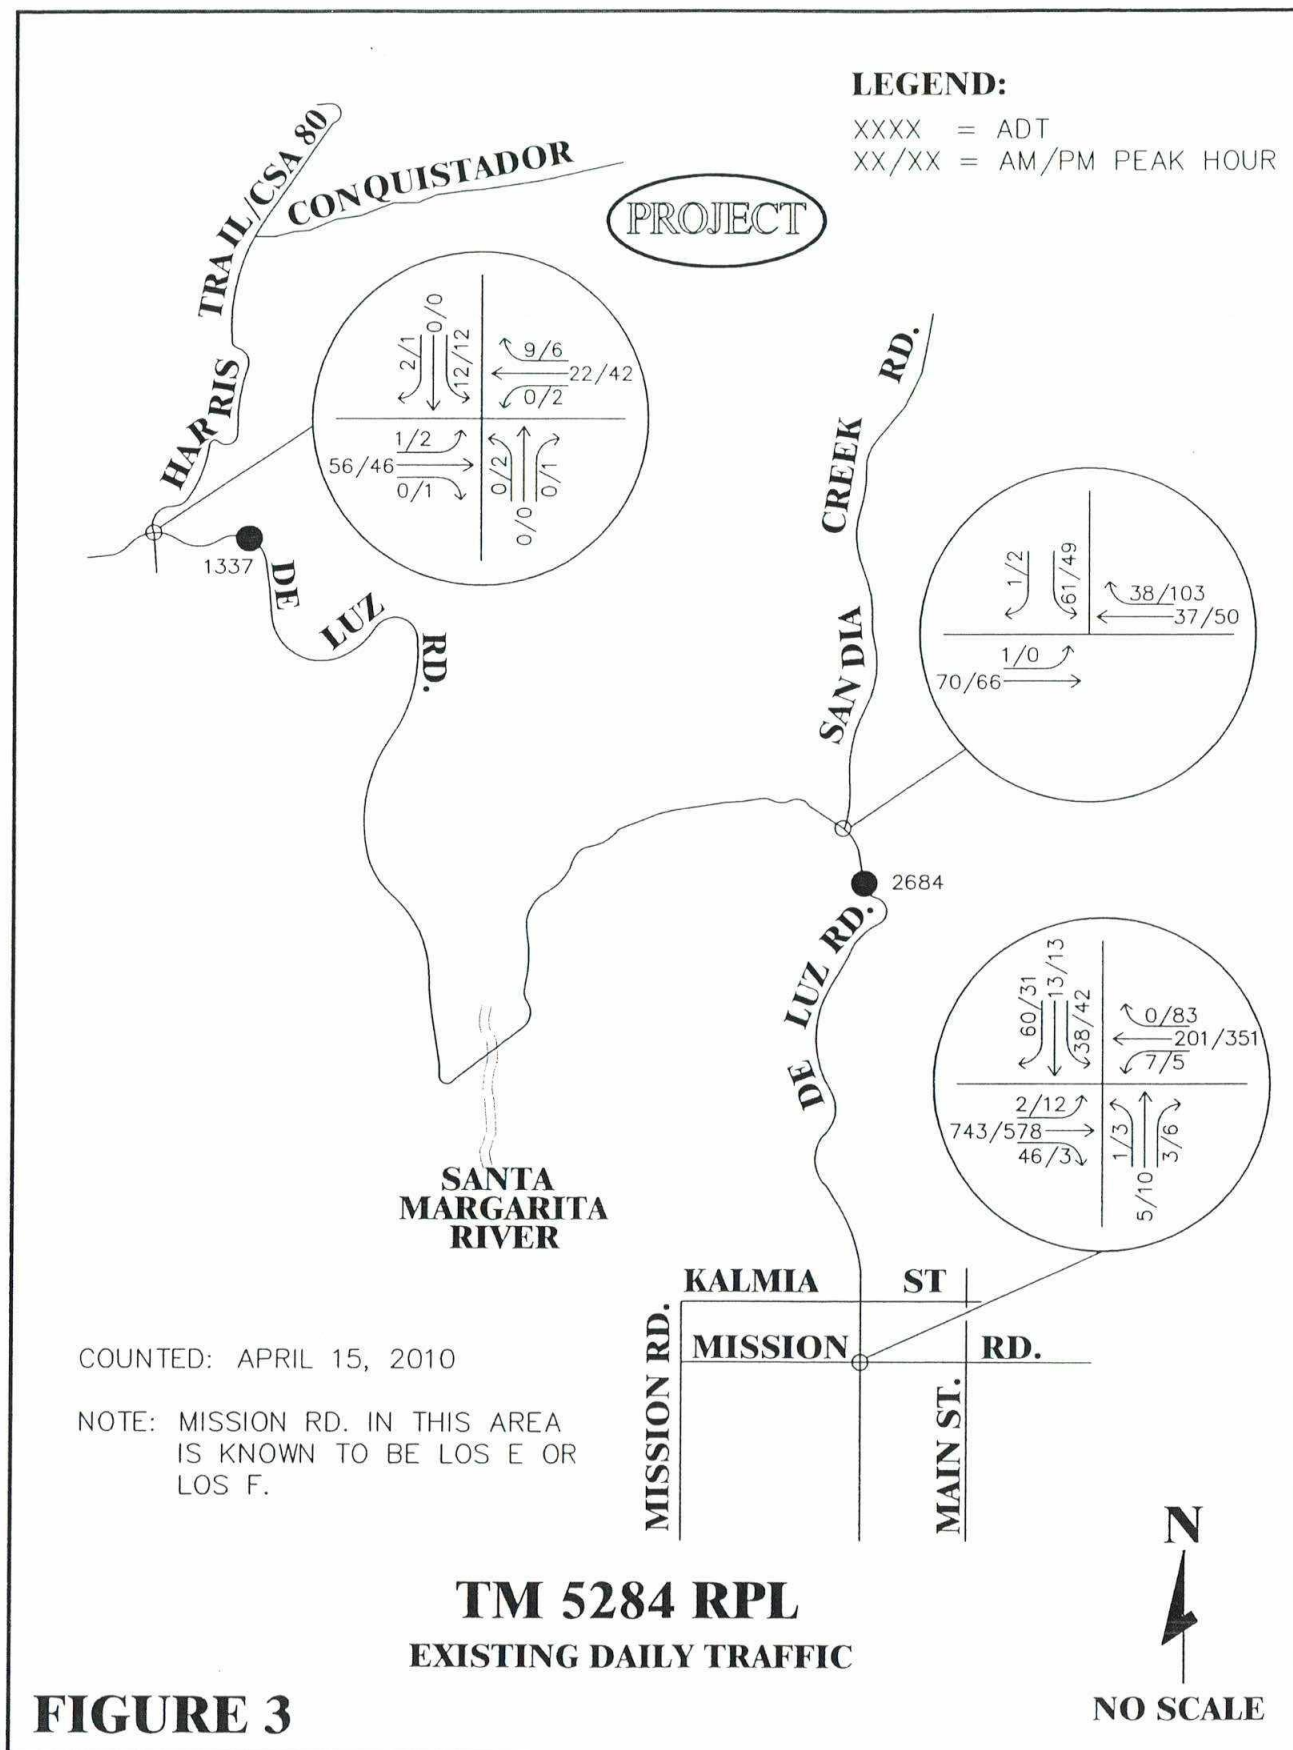 LEGEND:
XXXX = ADT
XX/XX = AM/PM PEAK HOUR
HARRIS TRAIL/CSA 80
CONQUISTADOR
PROJECT
2/1
0/0
12/12
9/6
22/42
0/2
1/2
56/46
0/1
0/2
0/0
0/1
1337
DE LUZ RD.
SANDIA CREEK RD.
1/2
61/49
38/103
37/50
1/0
70/66
2684
DE LUZ RD.
60/31
13/13
38/42
0/83
201/351
7/5
2/12
743/578
46/3
1/3
5/10
3/6
SANTA
MARGARITA
RIVER
KALMIA ST
MISSION RD.
MISSION RD.
MAIN ST.
COUNTED: APRIL 15, 2010
NOTE: MISSION RD. IN THIS AREA
IS KNOWN TO BE LOS E OR
LOS F.
N
NO SCALE
TM 5284 RPL
EXISTING DAILY TRAFFIC
FIGURE 3